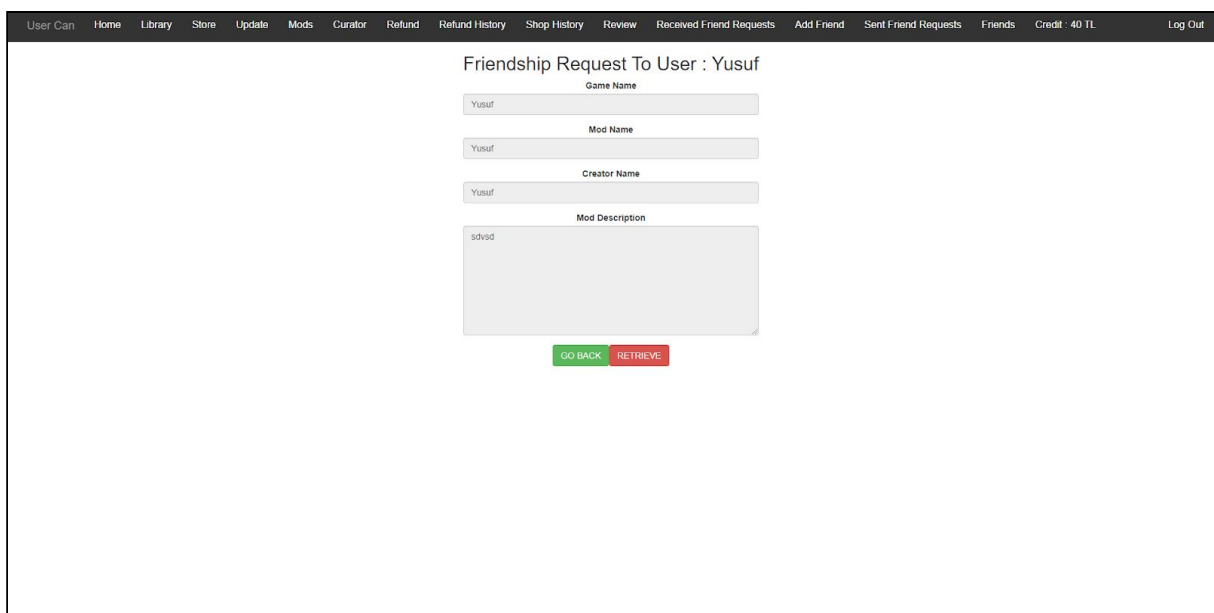 User Can Home Library Store Update Mods Curator Refund Refund History Shop History Review Received Friend Requests Add Friend Sent Friend Requests Friends Credit : 40 TL Log Out
Friendship Request To User : Yusuf
Game Name
Yusuf
Mod Name
Yusuf
Creator Name
Yusuf
Mod Description
sdvsd
GO BACK RETRIEVE